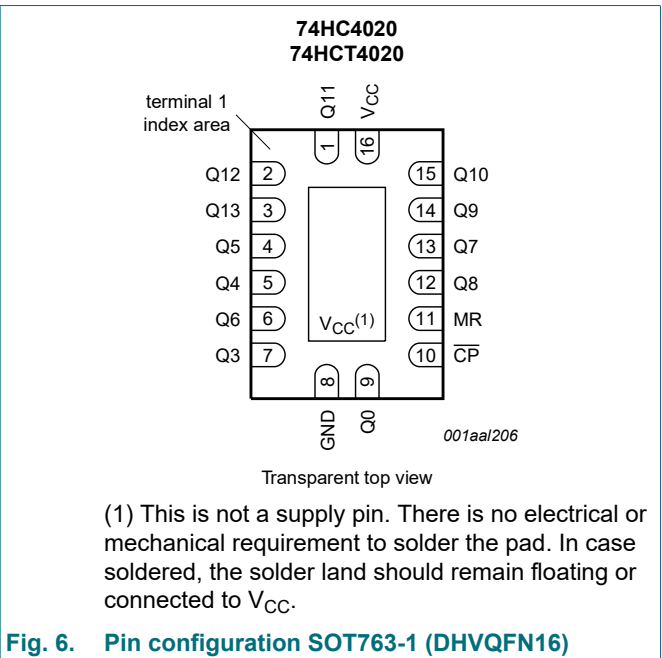 74HC4020
74HCT4020
terminal 1
index area
Q11
VCC
1
16
Q12 2
15 Q10
Q13 3
14 Q9
Q5 4
13 Q7
Q4 5
12 Q8
Q6 6
VCC(1)
11 MR
Q3 7
10 C̅P̅
8
9
GND
Q0
001aal206
Transparent top view
(1) This is not a supply pin. There is no electrical or
mechanical requirement to solder the pad. In case
soldered, the solder land should remain floating or
connected to VCC.
Fig. 6. Pin configuration SOT763-1 (DHVQFN16)